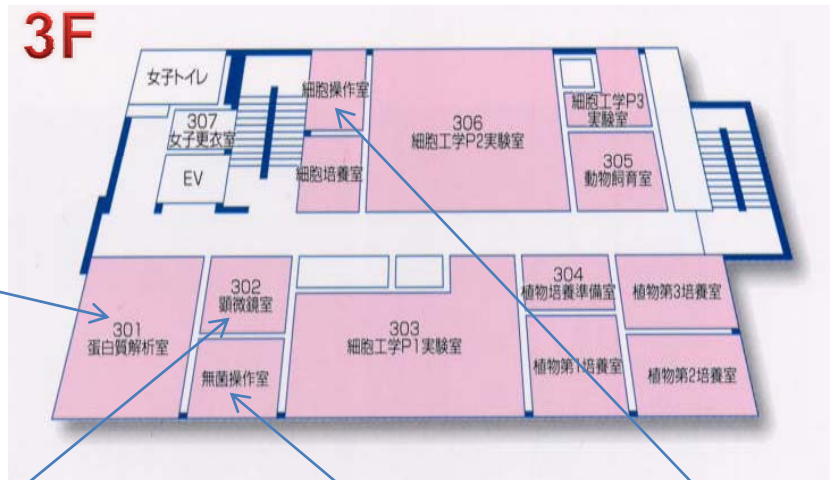 3F
女子トイレ
307
女子更衣室
EV
細胞操作室
細胞培養室
306
細胞工学P2実験室
細胞工学P3
実験室
305
動物飼育室
301
蛋白質解析室
302
顕微鏡室
無菌操作室
303
細胞工学P1実験室
304
植物培養準備室
植物第1培養室
植物第3培養室
植物第2培養室